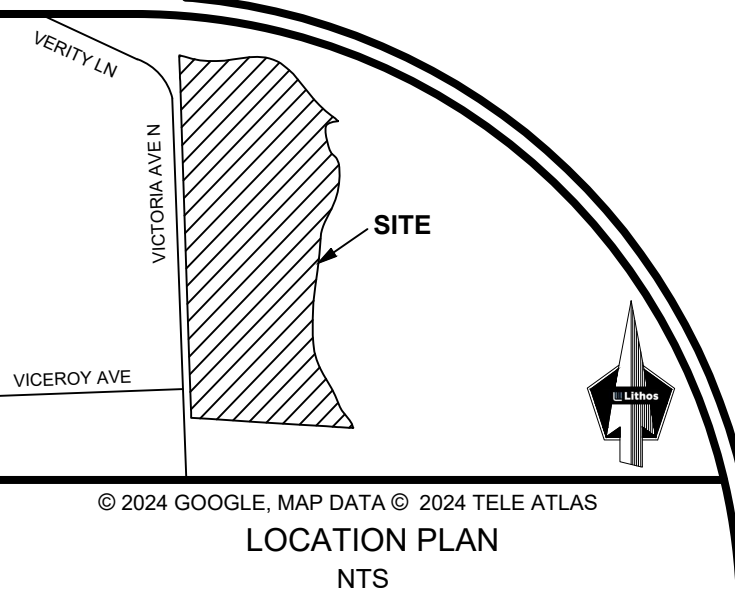 VERITY LN
VICTORIA AVE N
SITE
VICEROY AVE
Lithos
© 2024 GOOGLE, MAP DATA © 2024 TELE ATLAS
LOCATION PLAN
NTS